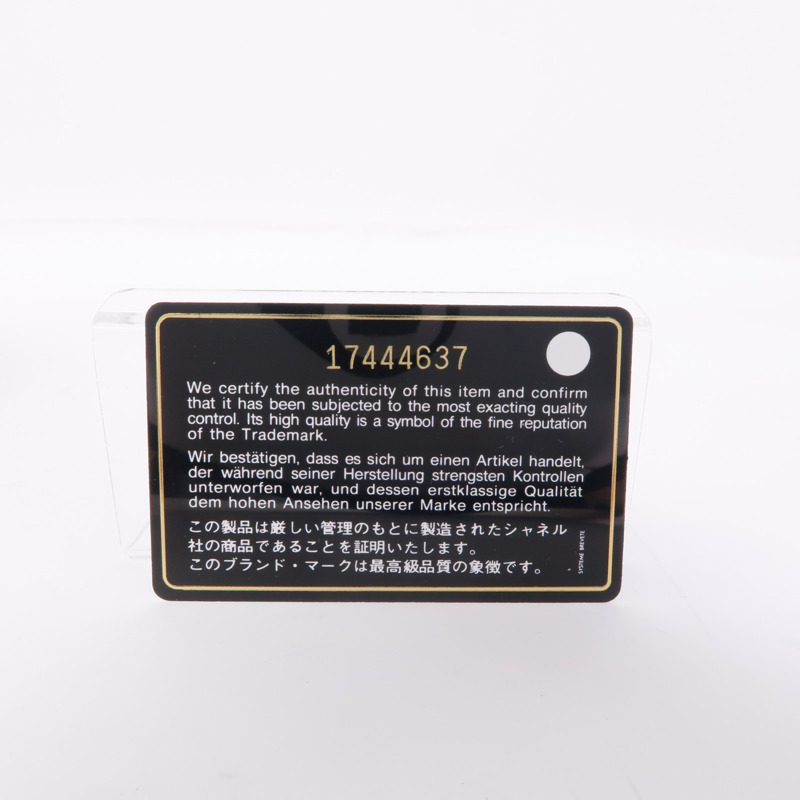 17444637
We certify the authenticity of this item and confirm
that it has been subjected to the most exacting quality
control. Its high quality is a symbol of the fine reputation
of the Trademark.
Wir bestätigen, dass es sich um einen Artikel handelt,
der während seiner Herstellung strengsten Kontrollen
unterworfen war, und dessen erstklassige Qualität
dem hohen Ansehen unserer Marke entspricht.
この製品は厳しい管理のもとに製造されたシャネル
社の商品であることを証明いたします。
このブランド・マークは最高級品質の象徴です。
SYSTEME BREVETE